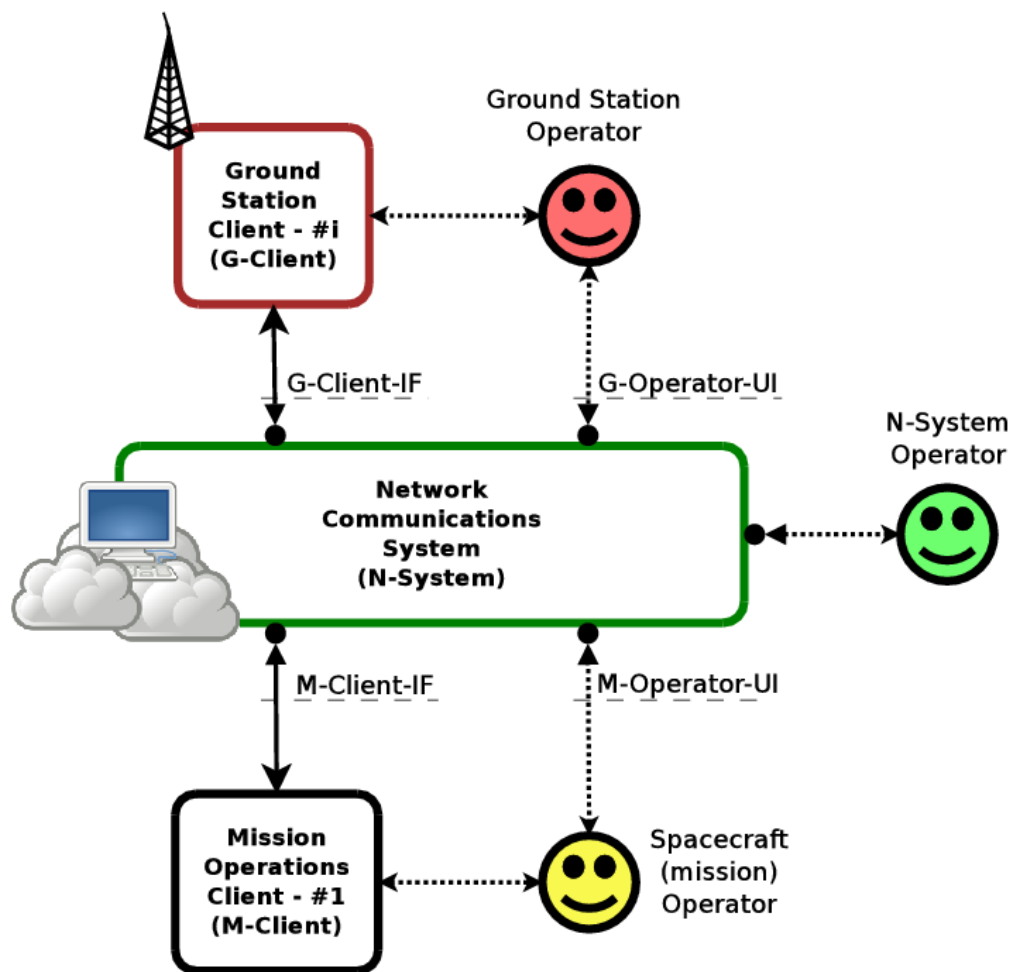 Ground Station
Operator
Ground
Station
Client - #i
(G-Client)
G-Client-IF
G-Operator-UI
N-System
Operator
Network
Communications
System
(N-System)
M-Client-IF
M-Operator-UI
Mission
Operations
Client - #1
(M-Client)
Spacecraft
(mission)
Operator